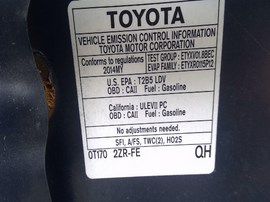 TOYOTA
VEHICLE EMISSION CONTROL INFORMATION
TOYOTA MOTOR CORPORATION
Conforms to regulations TEST GROUP : ETYXV01.8BEC
2014MY EVAP FAMILY : ETYXR0115P12
U.S. EPA : T2B5 LDV
OBD : CAII Fuel : Gasoline
California : ULEVII PC
OBD : CAII Fuel : Gasoline
No adjustments needed.
SFI, A/FS, TWC(2), HO2S
0T170 2ZR-FE QH